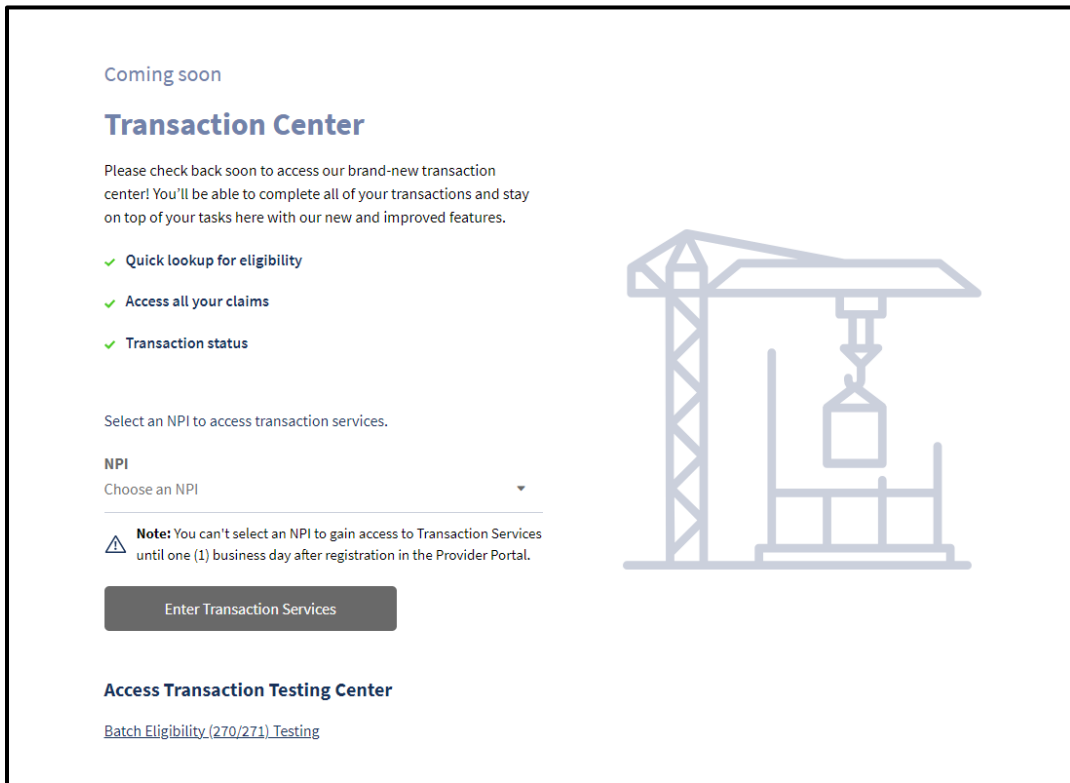 Coming soon
Transaction Center
Please check back soon to access our brand-new transaction
center! You’ll be able to complete all of your transactions and stay
on top of your tasks here with our new and improved features.
Quick lookup for eligibility
Access all your claims
Transaction status
Select an NPI to access transaction services.
NPI
Choose an NPI
Note: You can't select an NPI to gain access to Transaction Services
until one (1) business day after registration in the Provider Portal.
Enter Transaction Services
Access Transaction Testing Center
Batch Eligibility (270/271) Testing